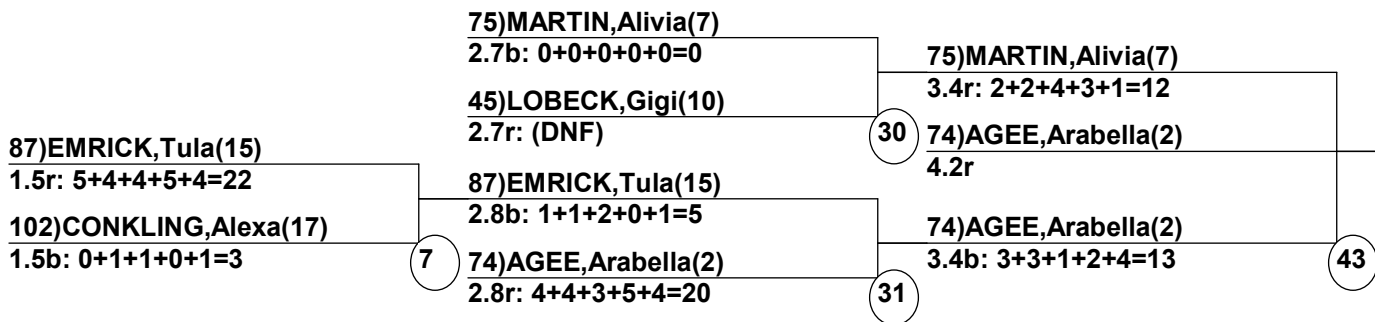 87)EMRICK,Tula(15)
1.5r: 5+4+4+5+4=22
102)CONKLING,Alexa(17)
1.5b: 0+1+1+0+1=3
7
75)MARTIN,Alivia(7)
2.7b: 0+0+0+0+0=0
45)LOBECK,Gigi(10)
2.7r: (DNF)
30
87)EMRICK,Tula(15)
2.8b: 1+1+2+0+1=5
74)AGEE,Arabella(2)
2.8r: 4+4+3+5+4=20
31
75)MARTIN,Alivia(7)
3.4r: 2+2+4+3+1=12
74)AGEE,Arabella(2)
4.2r
74)AGEE,Arabella(2)
3.4b: 3+3+1+2+4=13
43